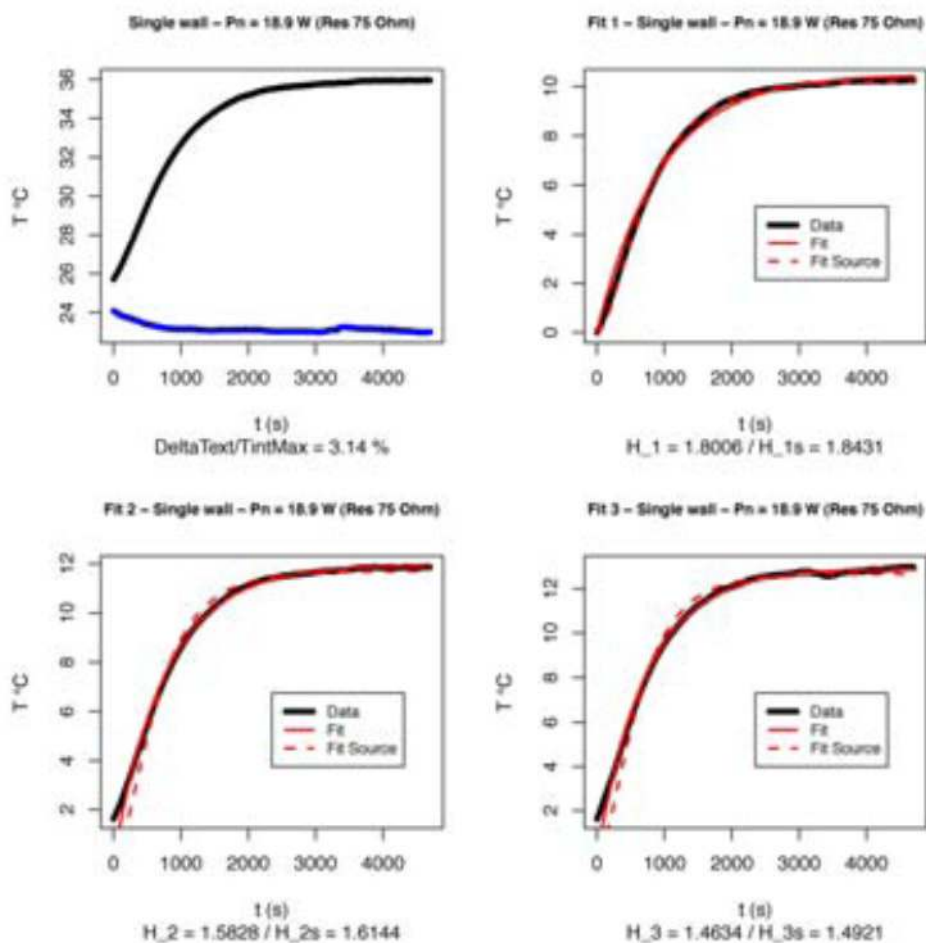 Single wall – Pn = 18.9 W (Res 75 Ohm)
T °C
36
34
32
30
28
26
24
0 1000 2000 3000 4000
t (s)
DeltaText/TintMax = 3.14 %
Fit 1 – Single wall – Pn = 18.9 W (Res 75 Ohm)
T °C
10
8
6
4
2
0
Data
Fit
Fit Source
0 1000 2000 3000 4000
t (s)
H_1 = 1.8006 / H_1s = 1.8431
Fit 2 – Single wall – Pn = 18.9 W (Res 75 Ohm)
T °C
12
10
8
6
4
2
Data
Fit
Fit Source
0 1000 2000 3000 4000
t (s)
H_2 = 1.5828 / H_2s = 1.6144
Fit 3 – Single wall – Pn = 18.9 W (Res 75 Ohm)
T °C
12
10
8
6
4
2
Data
Fit
Fit Source
0 1000 2000 3000 4000
t (s)
H_3 = 1.4634 / H_3s = 1.4921